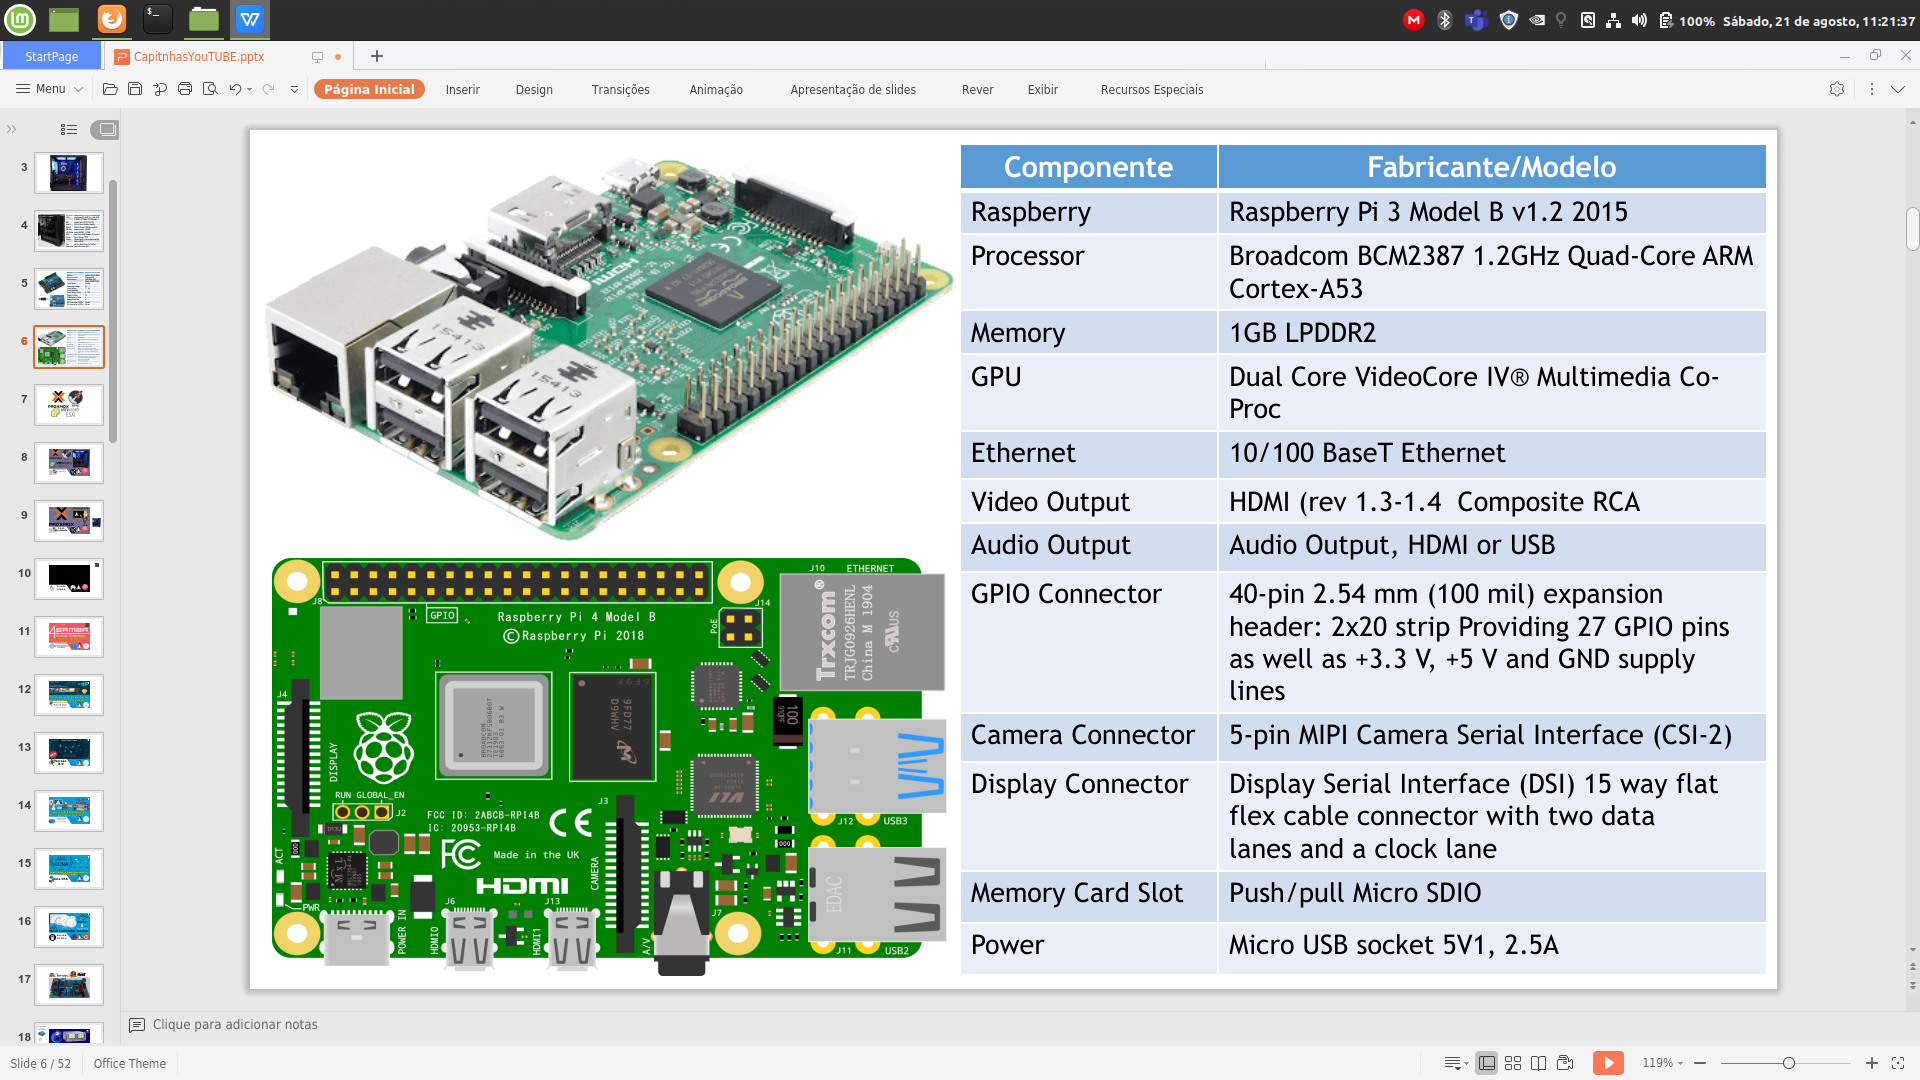 100% Sábado, 21 de agosto, 11:21:37
StartPage
CapitnhasYouTUBE.pptx
Menu
Página Inicial
Inserir
Design
Transições
Animação
Apresentação de slides
Rever
Exibir
Recursos Especiais
3
4
5
6
7
8
9
10
11
12
13
14
15
16
17
18
15413
15413
Componente Fabricante/Modelo
Raspberry Raspberry Pi 3 Model B v1.2 2015
Processor Broadcom BCM2387 1.2GHz Quad-Core ARM
Cortex-A53
Memory 1GB LPDDR2
GPU Dual Core VideoCore IV® Multimedia Co-
Proc
Ethernet 10/100 BaseT Ethernet
Video Output HDMI (rev 1.3-1.4  Composite RCA
Audio Output Audio Output, HDMI or USB
GPIO Connector 40-pin 2.54 mm (100 mil) expansion
header: 2x20 strip Providing 27 GPIO pins
as well as +3.3 V, +5 V and GND supply
lines
Camera Connector 5-pin MIPI Camera Serial Interface (CSI-2)
Display Connector Display Serial Interface (DSI) 15 way flat
flex cable connector with two data
lanes and a clock lane
Memory Card Slot Push/pull Micro SDIO
Power Micro USB socket 5V1, 2.5A
J10 ETHERNET
J8
GPIO
Raspberry Pi 4 Model B
©Raspberry Pi 2018
J14
PoE
Trxcom®
TRJG0926HENL
China M 1904
J4
DISPLAY
9FD77
D9WHV
100
RUN GLOBAL_EN
J2
FCC ID: 2ABCB-RPI4B
IC: 20953-RPI4B
CE
J3
FC
Made in the UK
HDMI
CAMERA
VLI
J12
USB3
000
000
ACT
PWR
POWER IN
HDMI0
J6
HDMI1
J13
A/V
J7
EDAC
J11
USB2
Clique para adicionar notas
Slide 6 / 52
Office Theme
119%